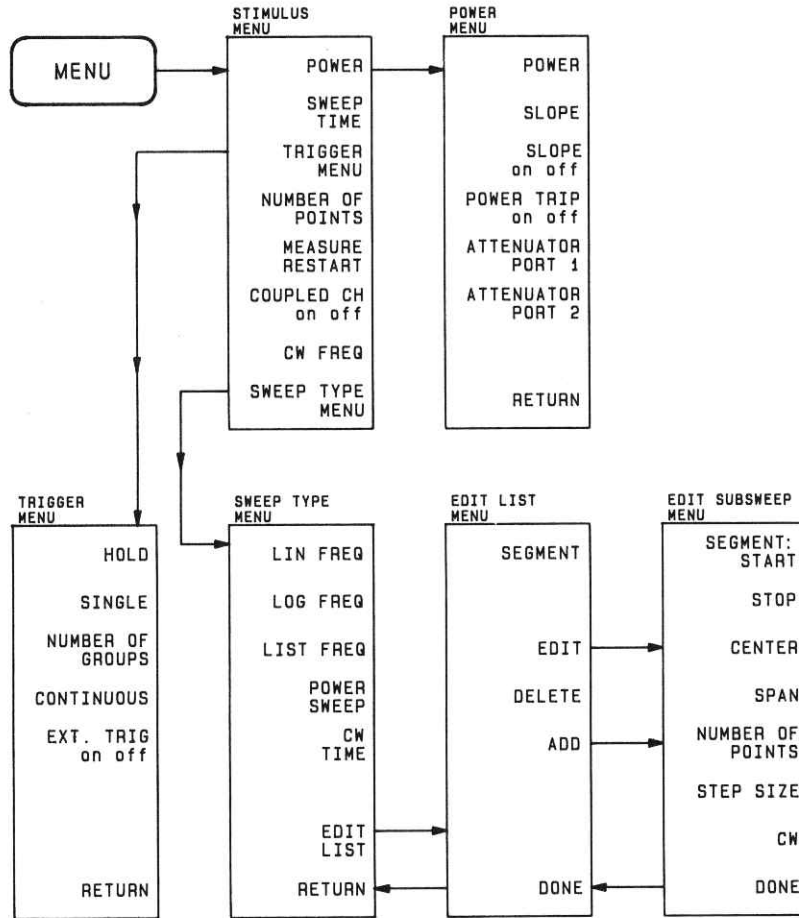 MENU
STIMULUS
MENU
POWER
SWEEP
TIME
TRIGGER
MENU
NUMBER OF
POINTS
MEASURE
RESTART
COUPLED CH
on off
CW FREQ
SWEEP TYPE
MENU
POWER
MENU
POWER
SLOPE
SLOPE
on off
POWER TRIP
on off
ATTENUATOR
PORT 1
ATTENUATOR
PORT 2
RETURN
TRIGGER
MENU
HOLD
SINGLE
NUMBER OF
GROUPS
CONTINUOUS
EXT. TRIG
on off
RETURN
SWEEP TYPE
MENU
LIN FREQ
LOG FREQ
LIST FREQ
POWER
SWEEP
CW
TIME
EDIT
LIST
RETURN
EDIT LIST
MENU
SEGMENT
EDIT
DELETE
ADD
DONE
EDIT SUBSWEEP
MENU
SEGMENT:
START
STOP
CENTER
SPAN
NUMBER OF
POINTS
STEP SIZE
CW
DONE